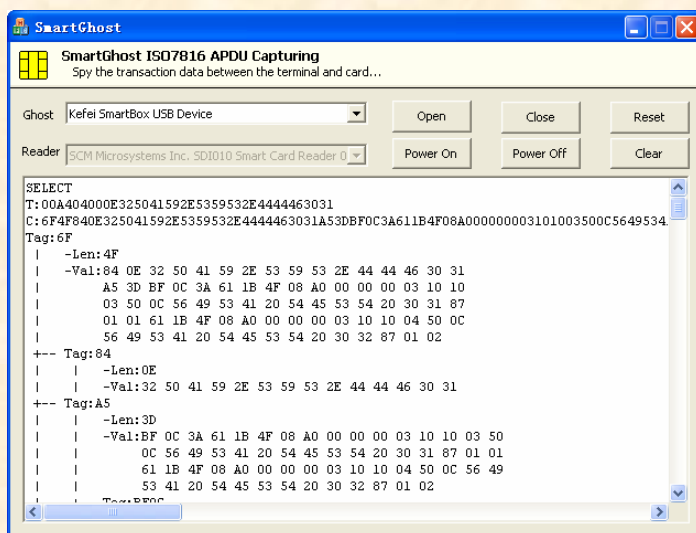 SmartGhost
SmartGhost ISO7816 APDU Capturing
Spy the transaction data between the terminal and card...
Ghost Kefei SmartBox USB Device Open Close Reset
Reader SCM Microsystems Inc. SDI010 Smart Card Reader 0 Power On Power Off Clear
SELECT
T:00A404000E325041592E5359532E4444463031
C:6F4F840E325041592E5359532E4444463031A53DBF0C3A611B4F08A000000003101003500C5649534
Tag:6F
| -Len:4F
| -Val:84 0E 32 50 41 59 2E 53 59 53 2E 44 44 46 30 31
| A5 3D BF 0C 3A 61 1B 4F 08 A0 00 00 00 03 10 10
| 03 50 0C 56 49 53 41 20 54 45 53 54 20 30 31 87
| 01 01 61 1B 4F 08 A0 00 00 00 03 10 10 04 50 0C
| 56 49 53 41 20 54 45 53 54 20 30 32 87 01 02
+-- Tag:84
| | -Len:0E
| | -Val:32 50 41 59 2E 53 59 53 2E 44 44 46 30 31
+-- Tag:A5
| | -Len:3D
| | -Val:BF 0C 3A 61 1B 4F 08 A0 00 00 00 03 10 10 03 50
| | 0C 56 49 53 41 20 54 45 53 54 20 30 31 87 01 01
| | 61 1B 4F 08 A0 00 00 00 03 10 10 04 50 0C 56 49
| | 53 41 20 54 45 53 54 20 30 32 87 01 02
| | Tag:BF0C